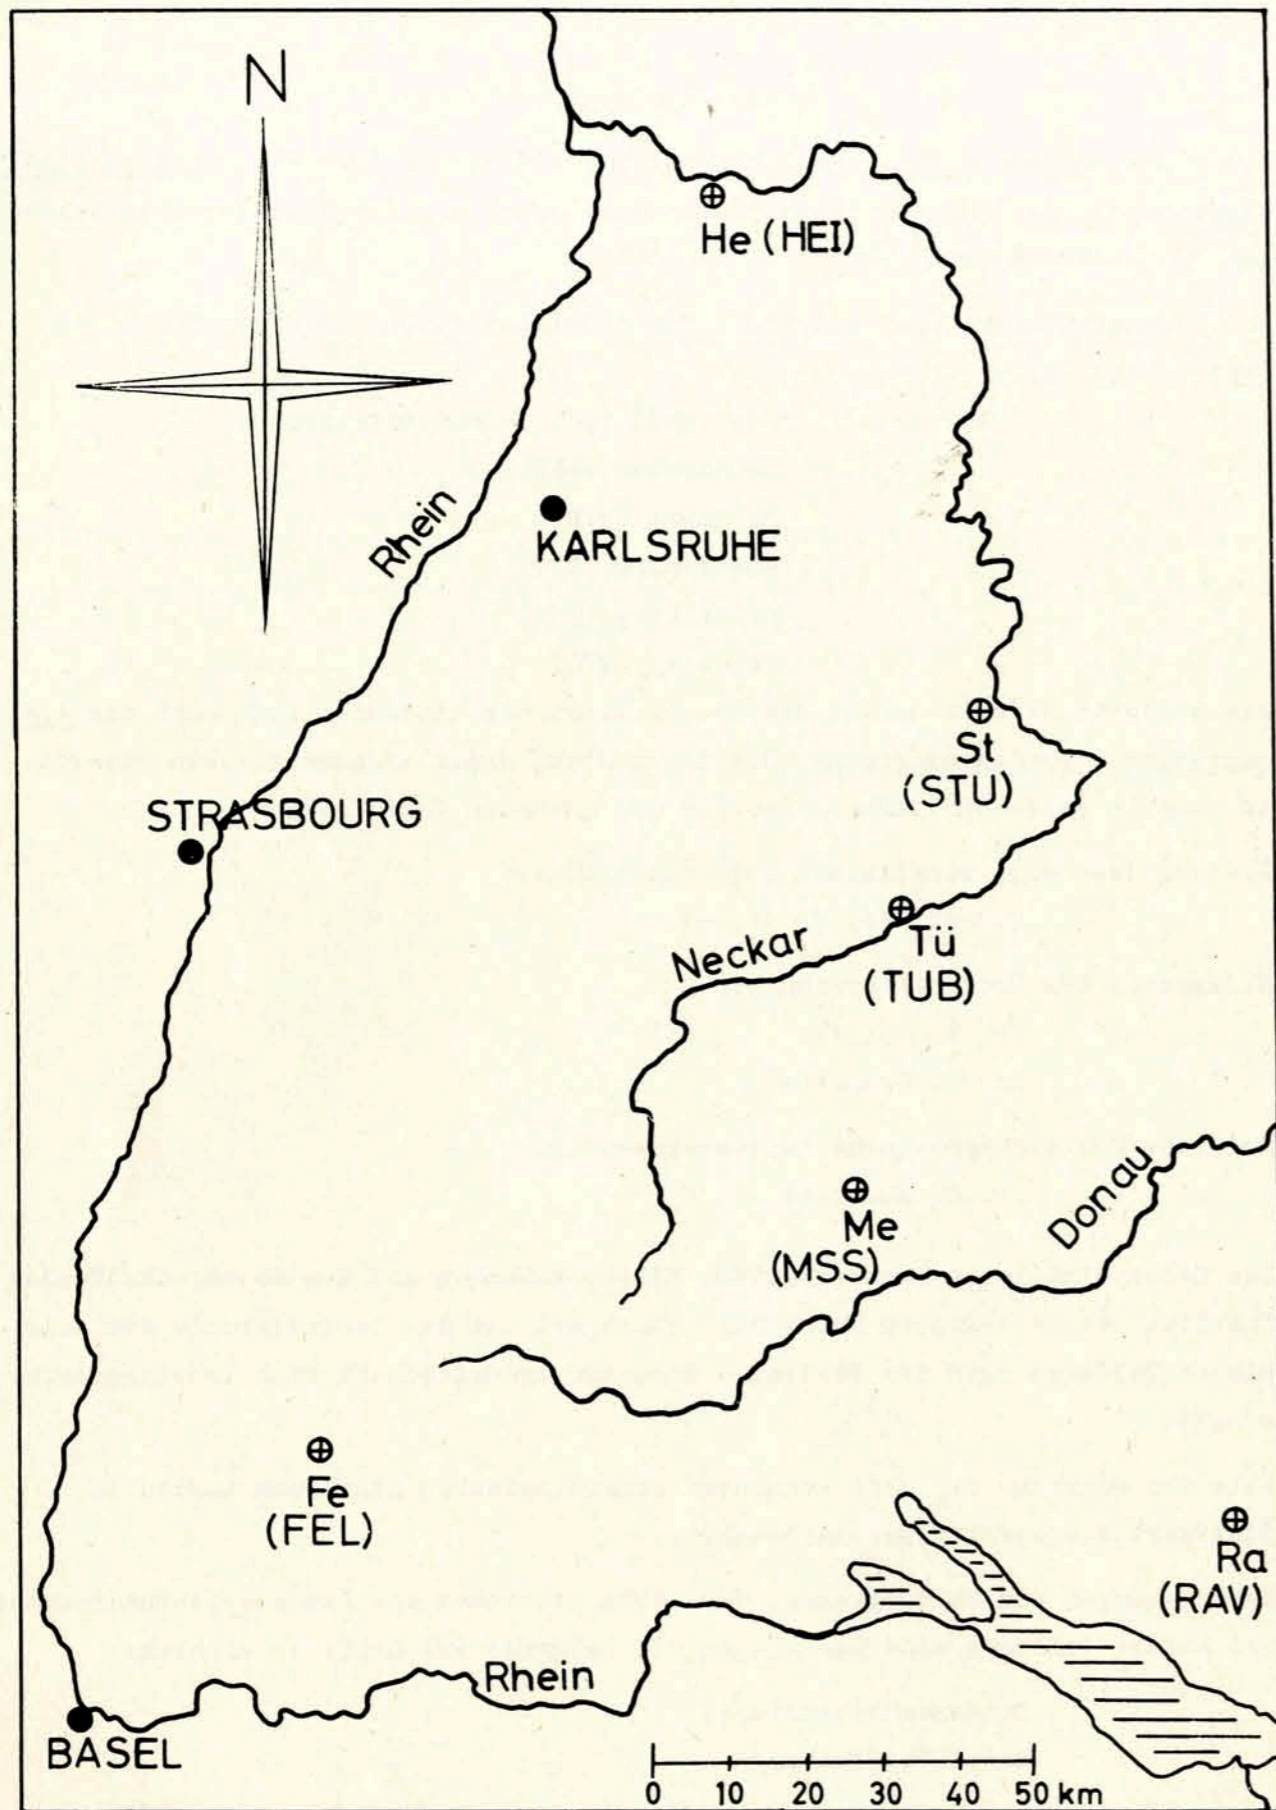 N
He (HEI)
Rhein
KARLSRUHE
St
(STU)
STRASBOURG
Neckar
Tü
(TUB)
Me
(MSS)
Donau
Fe
(FEL)
Ra
(RAV)
Rhein
BASEL
0 10 20 30 40 50 km